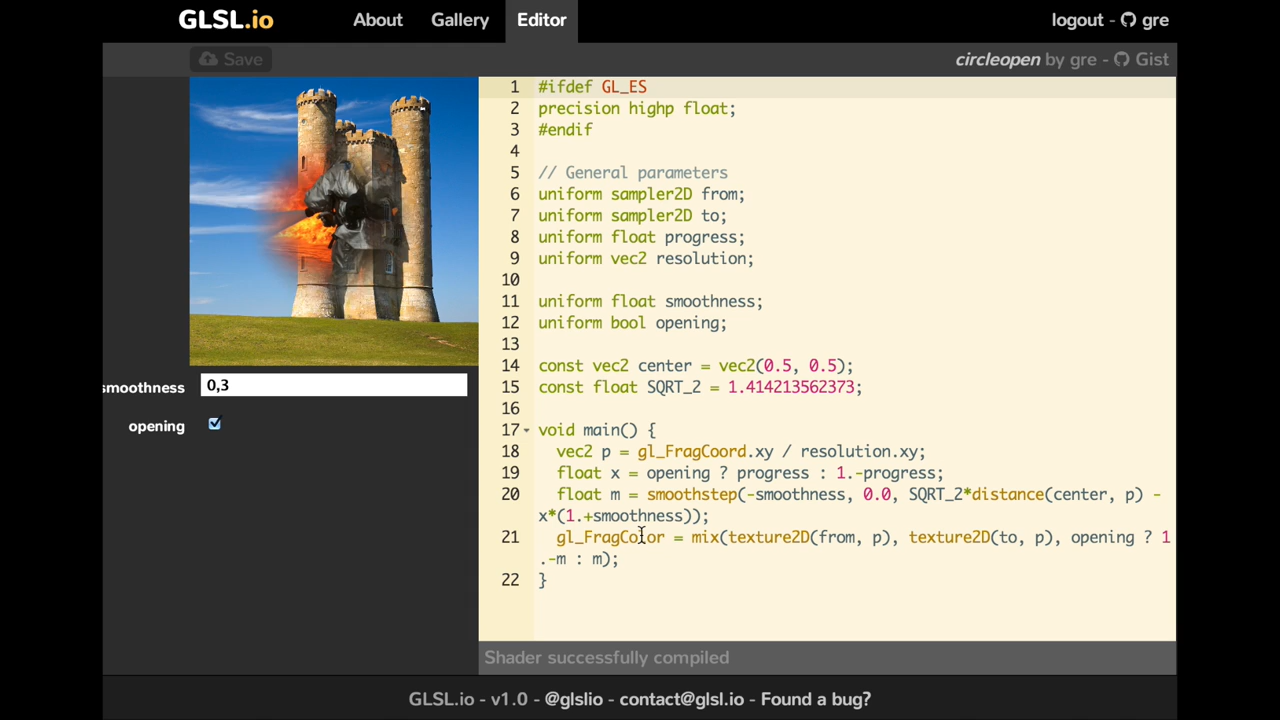 GLSL.io About Gallery Editor logout - gre
Save circleopen by gre - Gist
1 #ifdef GL_ES
2 precision highp float;
3 #endif
4
5 // General parameters
6 uniform sampler2D from;
7 uniform sampler2D to;
8 uniform float progress;
9 uniform vec2 resolution;
10
11 uniform float smoothness;
12 uniform bool opening;
13
14 const vec2 center = vec2(0.5, 0.5);
15 const float SQRT_2 = 1.414213562373;
16
17 void main() {
18 vec2 p = gl_FragCoord.xy / resolution.xy;
19 float x = opening ? progress : 1.-progress;
20 float m = smoothstep(-smoothness, 0.0, SQRT_2*distance(center, p) -
x*(1.+smoothness));
21 gl_FragColor = mix(texture2D(from, p), texture2D(to, p), opening ? 1
.-m : m);
22 }
smoothness 0,3
opening
Shader successfully compiled
GLSL.io - v1.0 - @glslio - contact@glsl.io - Found a bug?